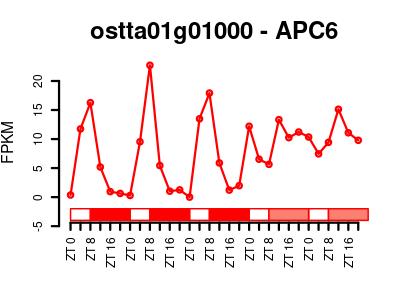 ostta01g01000 - APC6
FPKM
20
15
10
5
0
-5
ZT 0
ZT 8
ZT 16
ZT 0
ZT 8
ZT 16
ZT 0
ZT 8
ZT 16
ZT 0
ZT 8
ZT 16
ZT 0
ZT 8
ZT 16